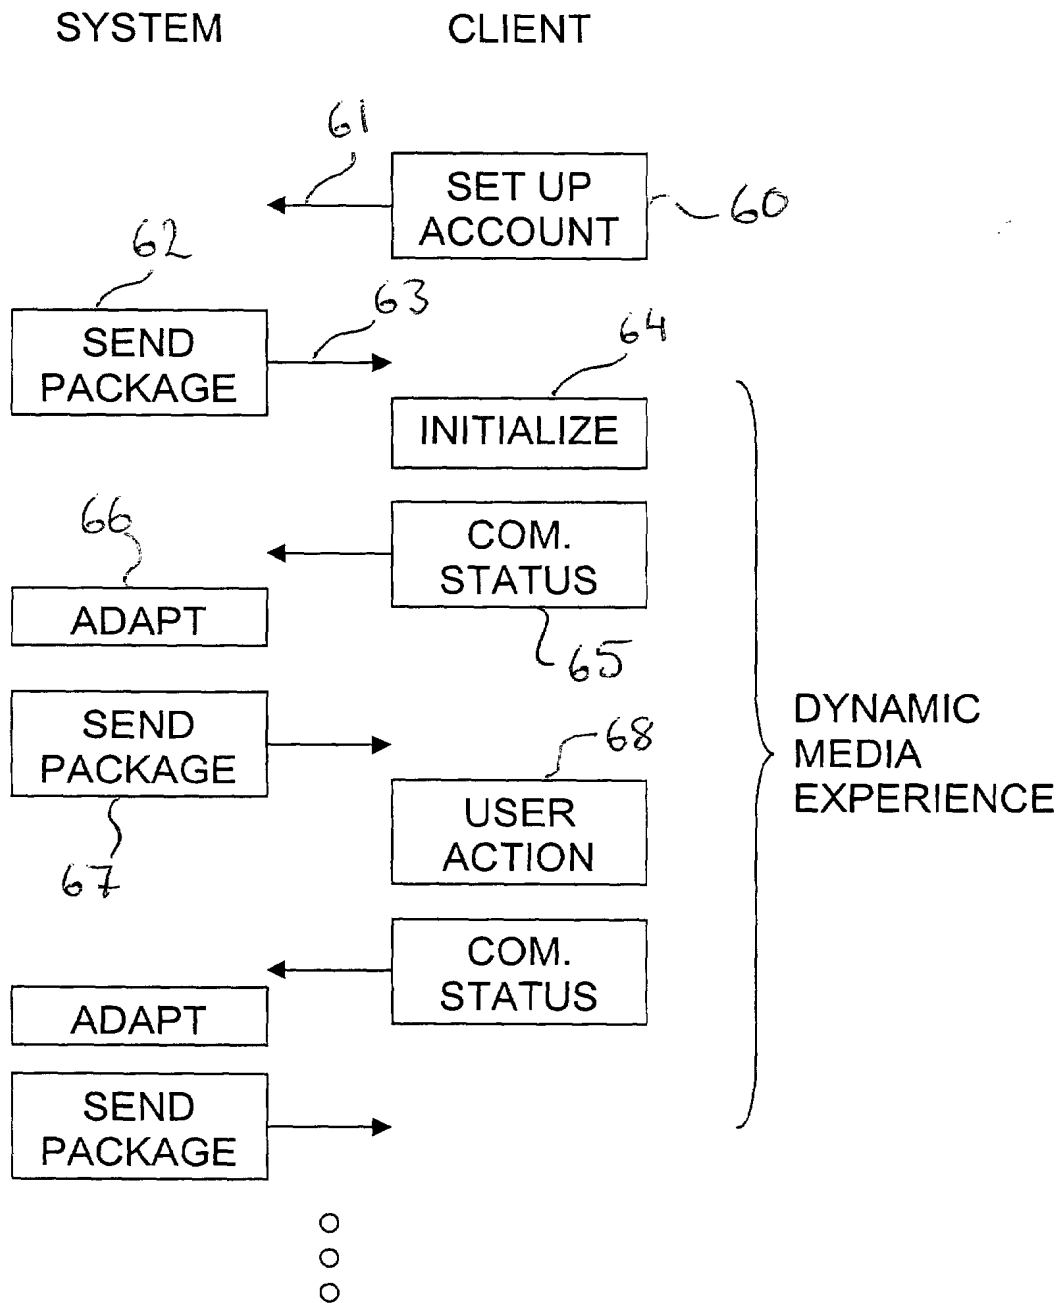 SYSTEM
CLIENT
61
SET UP
ACCOUNT
60
62
63
SEND
PACKAGE
64
INITIALIZE
66
COM.
STATUS
ADAPT
65
SEND
PACKAGE
68
DYNAMIC
MEDIA
EXPERIENCE
USER
ACTION
67
COM.
STATUS
ADAPT
SEND
PACKAGE